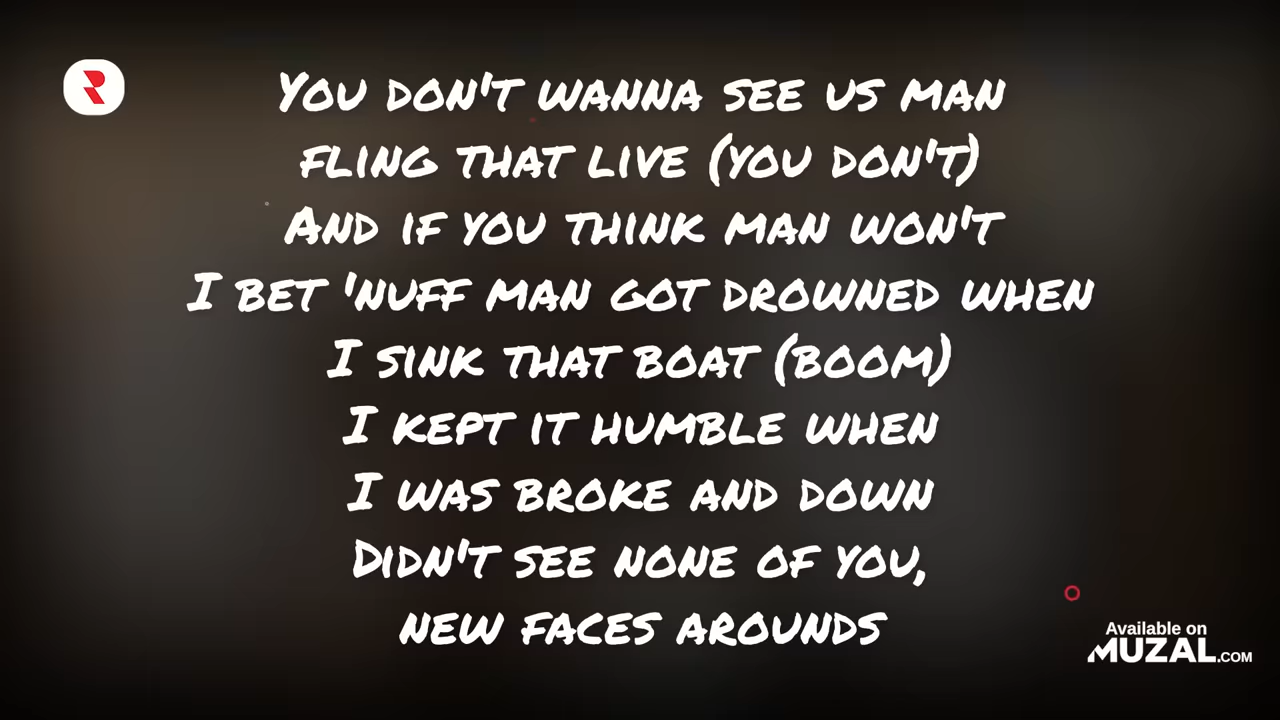 You don't wanna see us man
fling that live (you don't)
And if you think man won't
I bet 'nuff man got drowned when
I sink that boat (boom)
I kept it humble when
I was broke and down
Didn't see none of you,
new faces arounds
R
Available on
MUZAL.COM